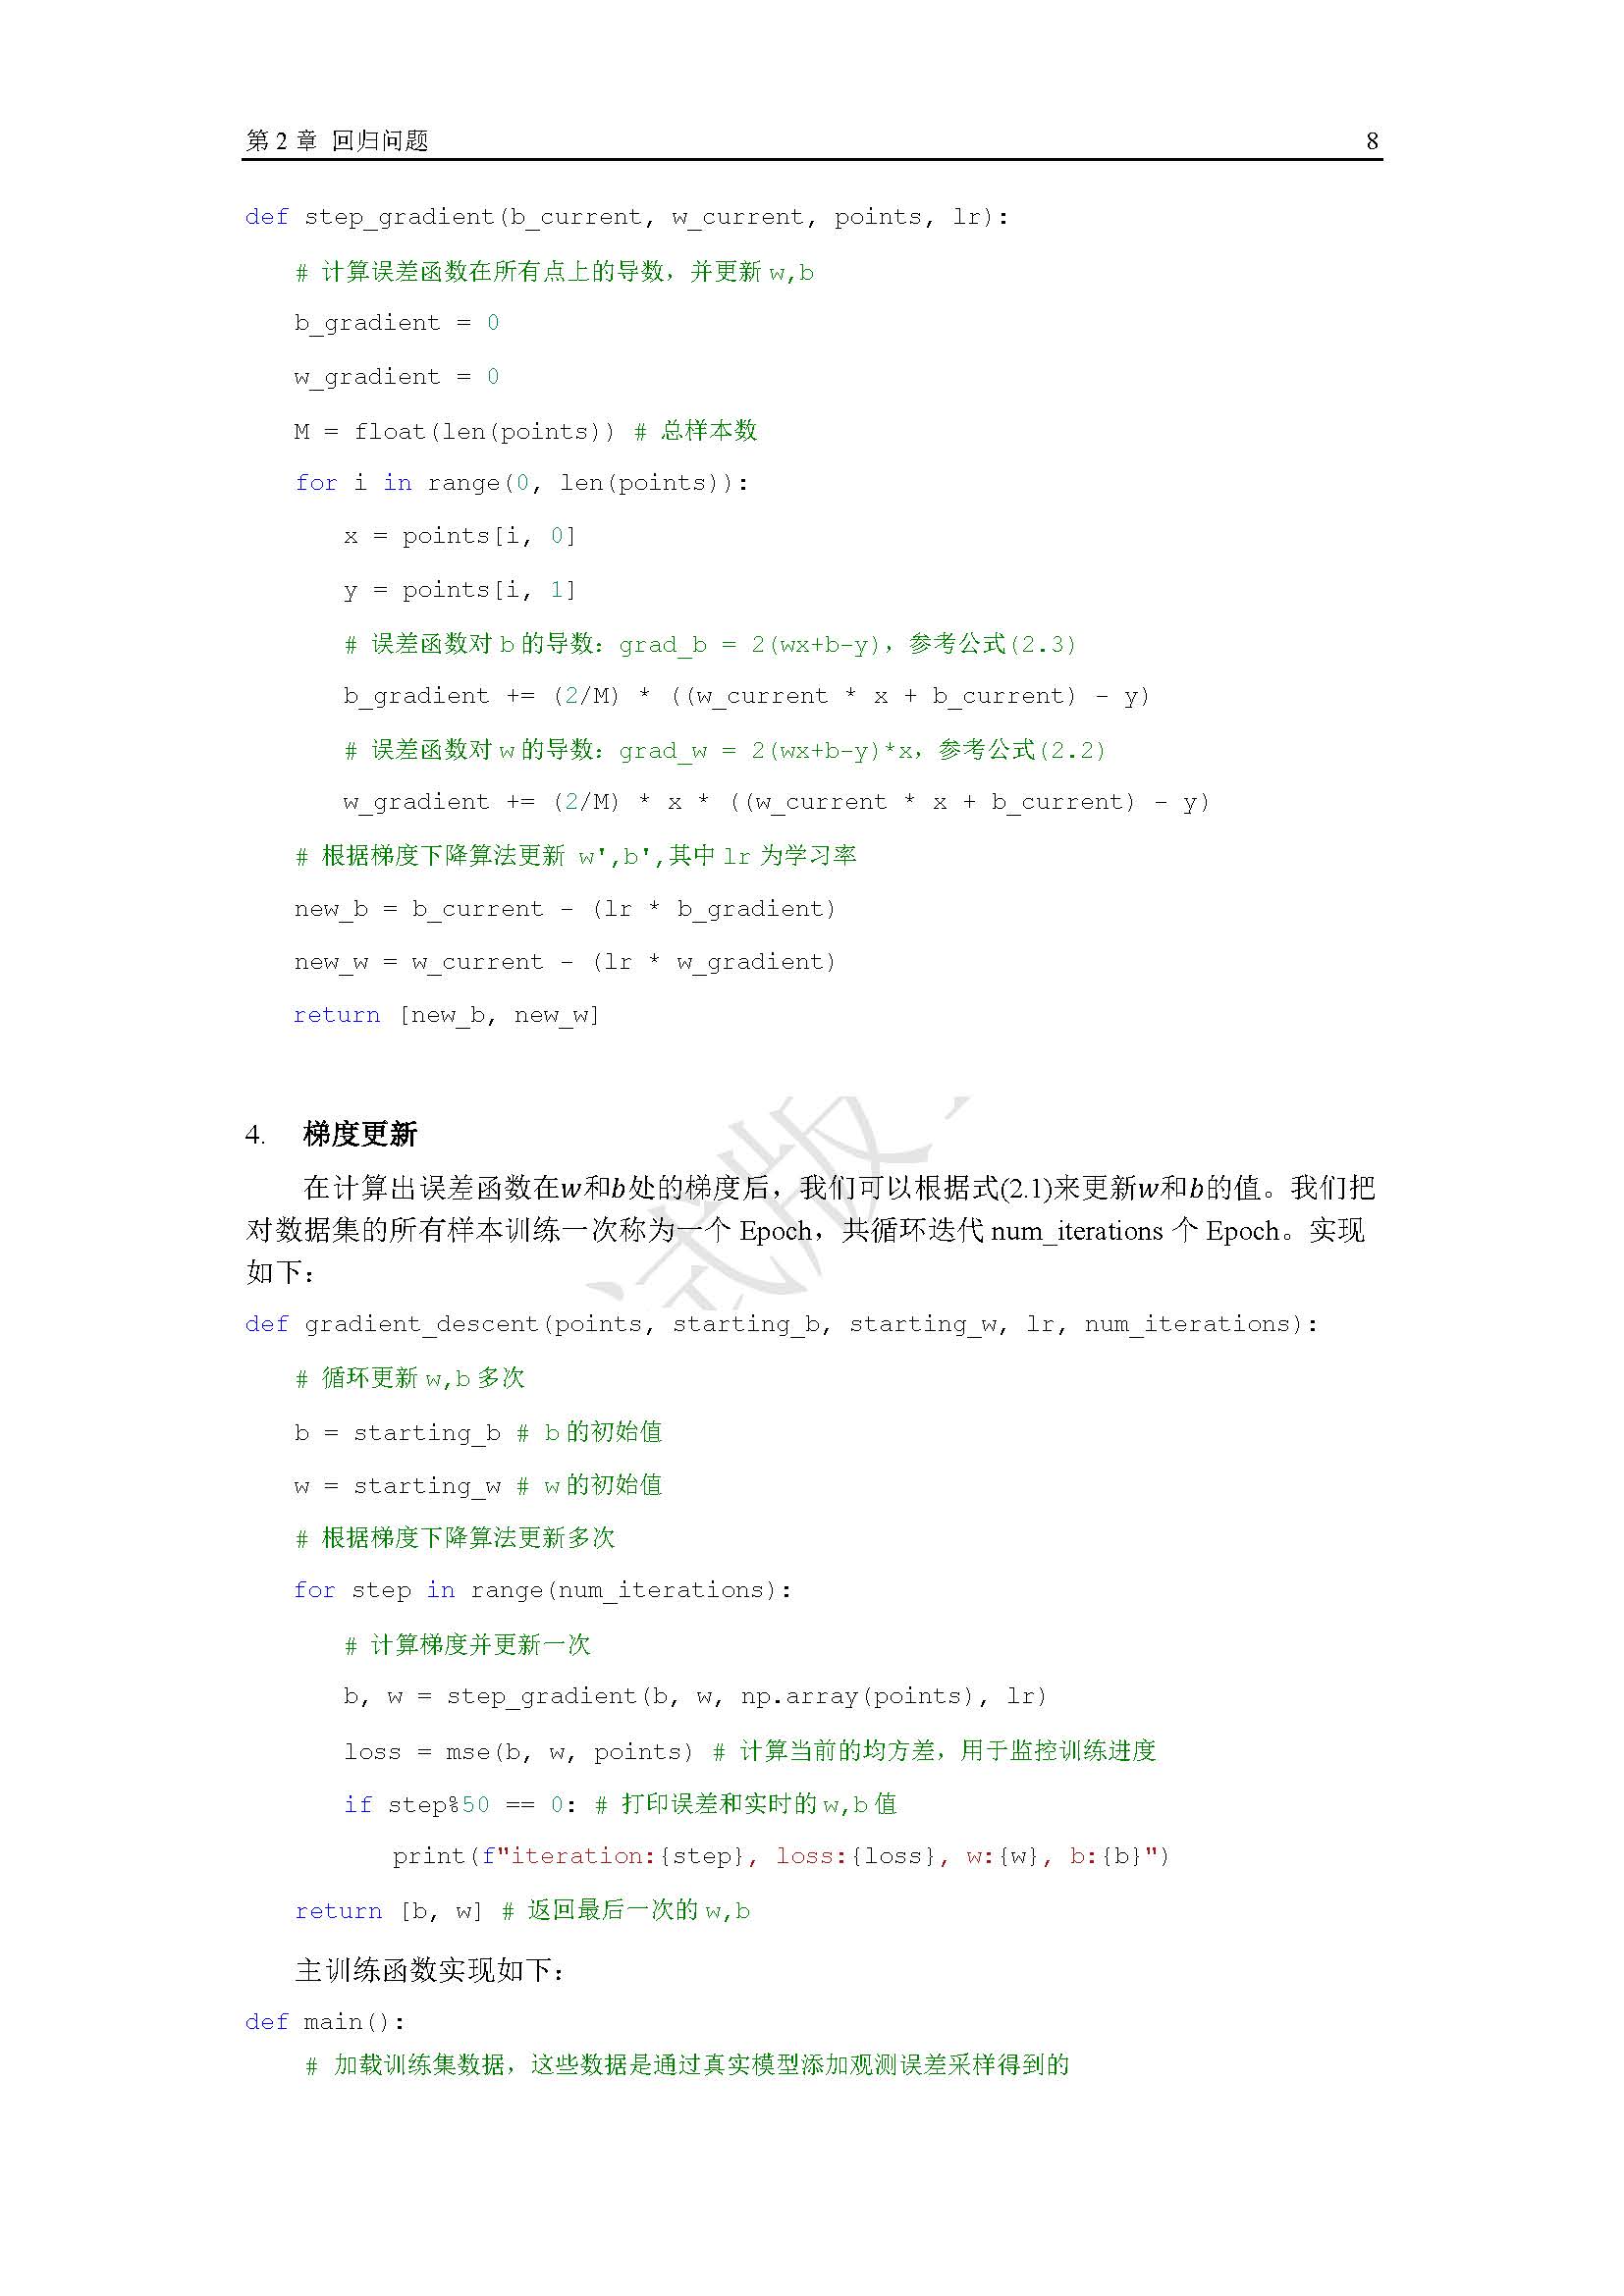 第 2 章 回归问题 8
def step_gradient(b_current, w_current, points, lr):
# 计算误差函数在所有点上的导数，并更新 w,b
b_gradient = 0
w_gradient = 0
M = float(len(points)) # 总样本数
for i in range(0, len(points)):
x = points[i, 0]
y = points[i, 1]
# 误差函数对 b 的导数：grad_b = 2(wx+b-y)，参考公式(2.3)
b_gradient += (2/M) * ((w_current * x + b_current) - y)
# 误差函数对 w 的导数：grad_w = 2(wx+b-y)*x，参考公式(2.2)
w_gradient += (2/M) * x * ((w_current * x + b_current) - y)
# 根据梯度下降算法更新 w',b',其中 lr 为学习率
new_b = b_current - (lr * b_gradient)
new_w = w_current - (lr * w_gradient)
return [new_b, new_w]
4. 梯度更新
在计算出误差函数在w和b处的梯度后，我们可以根据式(2.1)来更新w和b的值。我们把
对数据集的所有样本训练一次称为一个 Epoch，共循环迭代 num_iterations 个 Epoch。实现
如下：
def gradient_descent(points, starting_b, starting_w, lr, num_iterations):
# 循环更新 w,b 多次
b = starting_b # b 的初始值
w = starting_w # w 的初始值
# 根据梯度下降算法更新多次
for step in range(num_iterations):
# 计算梯度并更新一次
b, w = step_gradient(b, w, np.array(points), lr)
loss = mse(b, w, points) # 计算当前的均方差，用于监控训练进度
if step%50 == 0: # 打印误差和实时的 w,b 值
print(f"iteration:{step}, loss:{loss}, w:{w}, b:{b}")
return [b, w] # 返回最后一次的 w,b
主训练函数实现如下：
def main():
# 加载训练集数据，这些数据是通过真实模型添加观测误差采样得到的